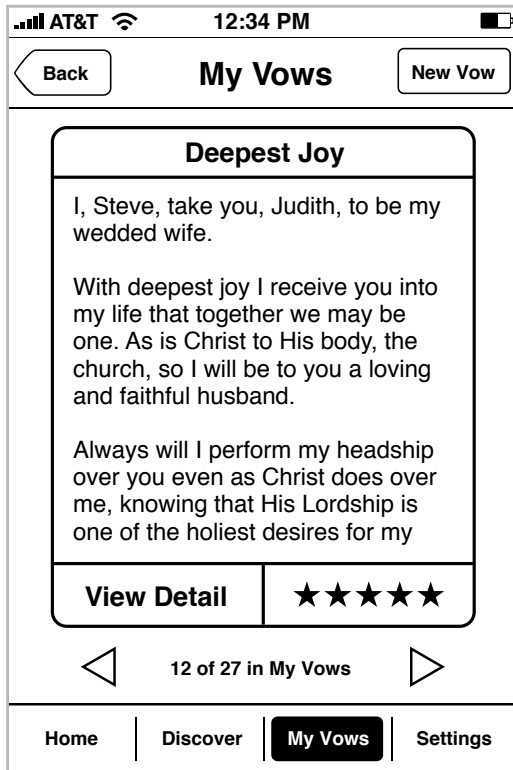 AT&T 12:34 PM
Back My Vows New Vow
Deepest Joy
I, Steve, take you, Judith, to be my
wedded wife.
With deepest joy I receive you into
my life that together we may be
one. As is Christ to His body, the
church, so I will be to you a loving
and faithful husband.
Always will I perform my headship
over you even as Christ does over
me, knowing that His Lordship is
one of the holiest desires for my
View Detail ★★★★★
12 of 27 in My Vows
Home Discover My Vows Settings